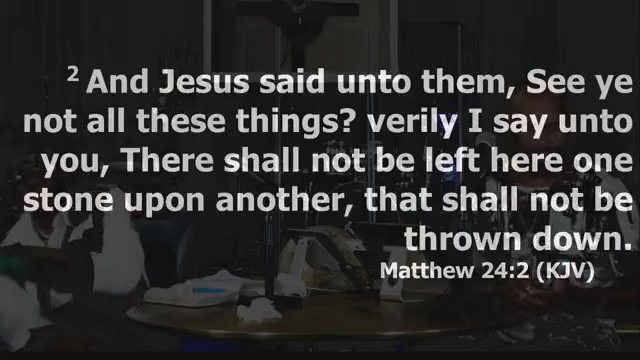 2 And Jesus said unto them, See ye
not all these things? verily I say unto
you, There shall not be left here one
stone upon another, that shall not be
thrown down.
Matthew 24:2 (KJV)